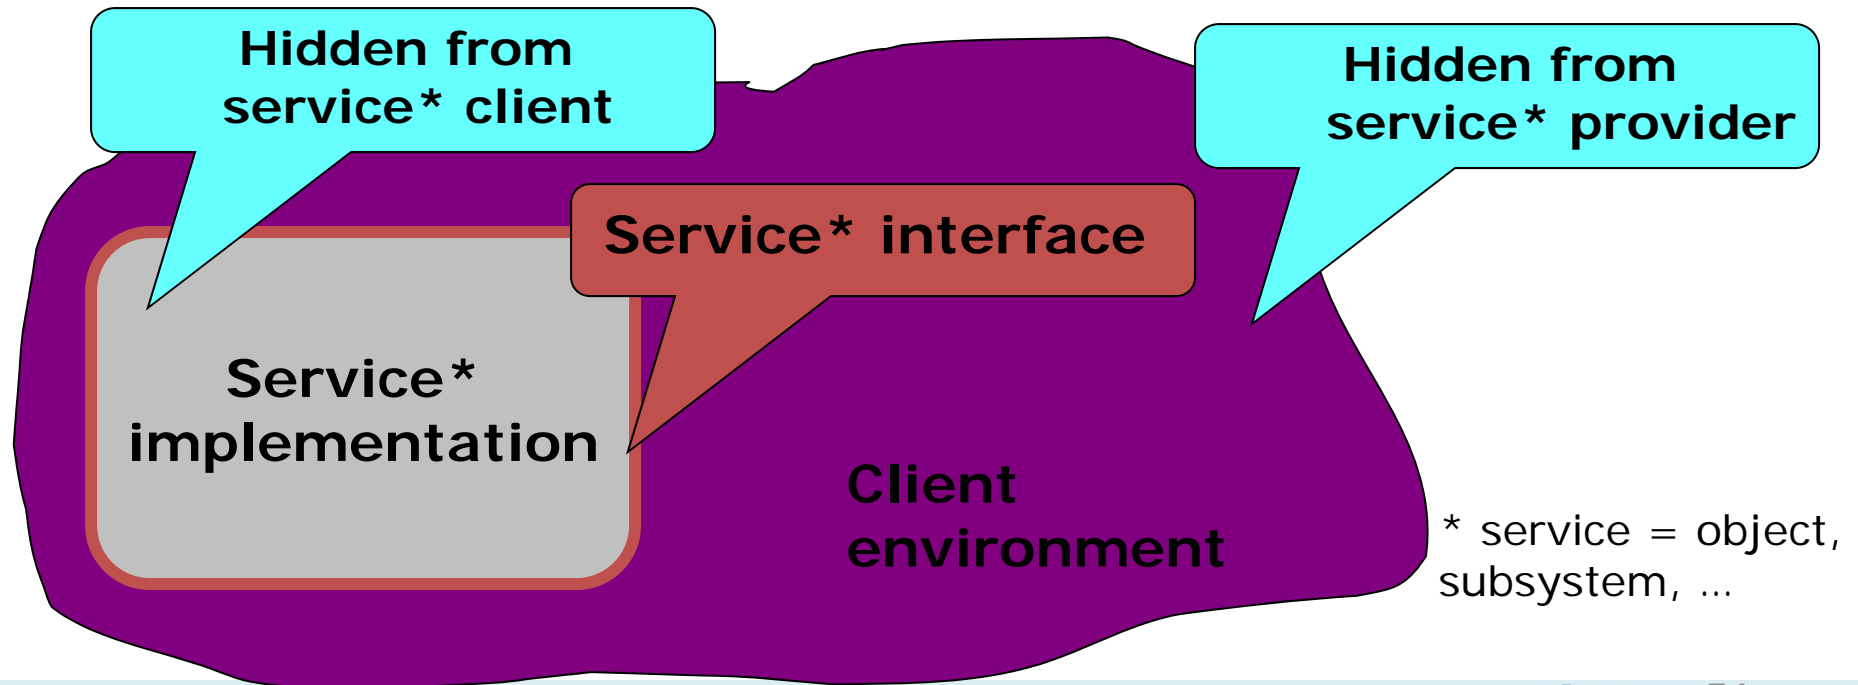 Hidden from
service* client
Hidden from
service* provider
Service* interface
Service*
implementation
Client
environment
* service = object,
subsystem, ...